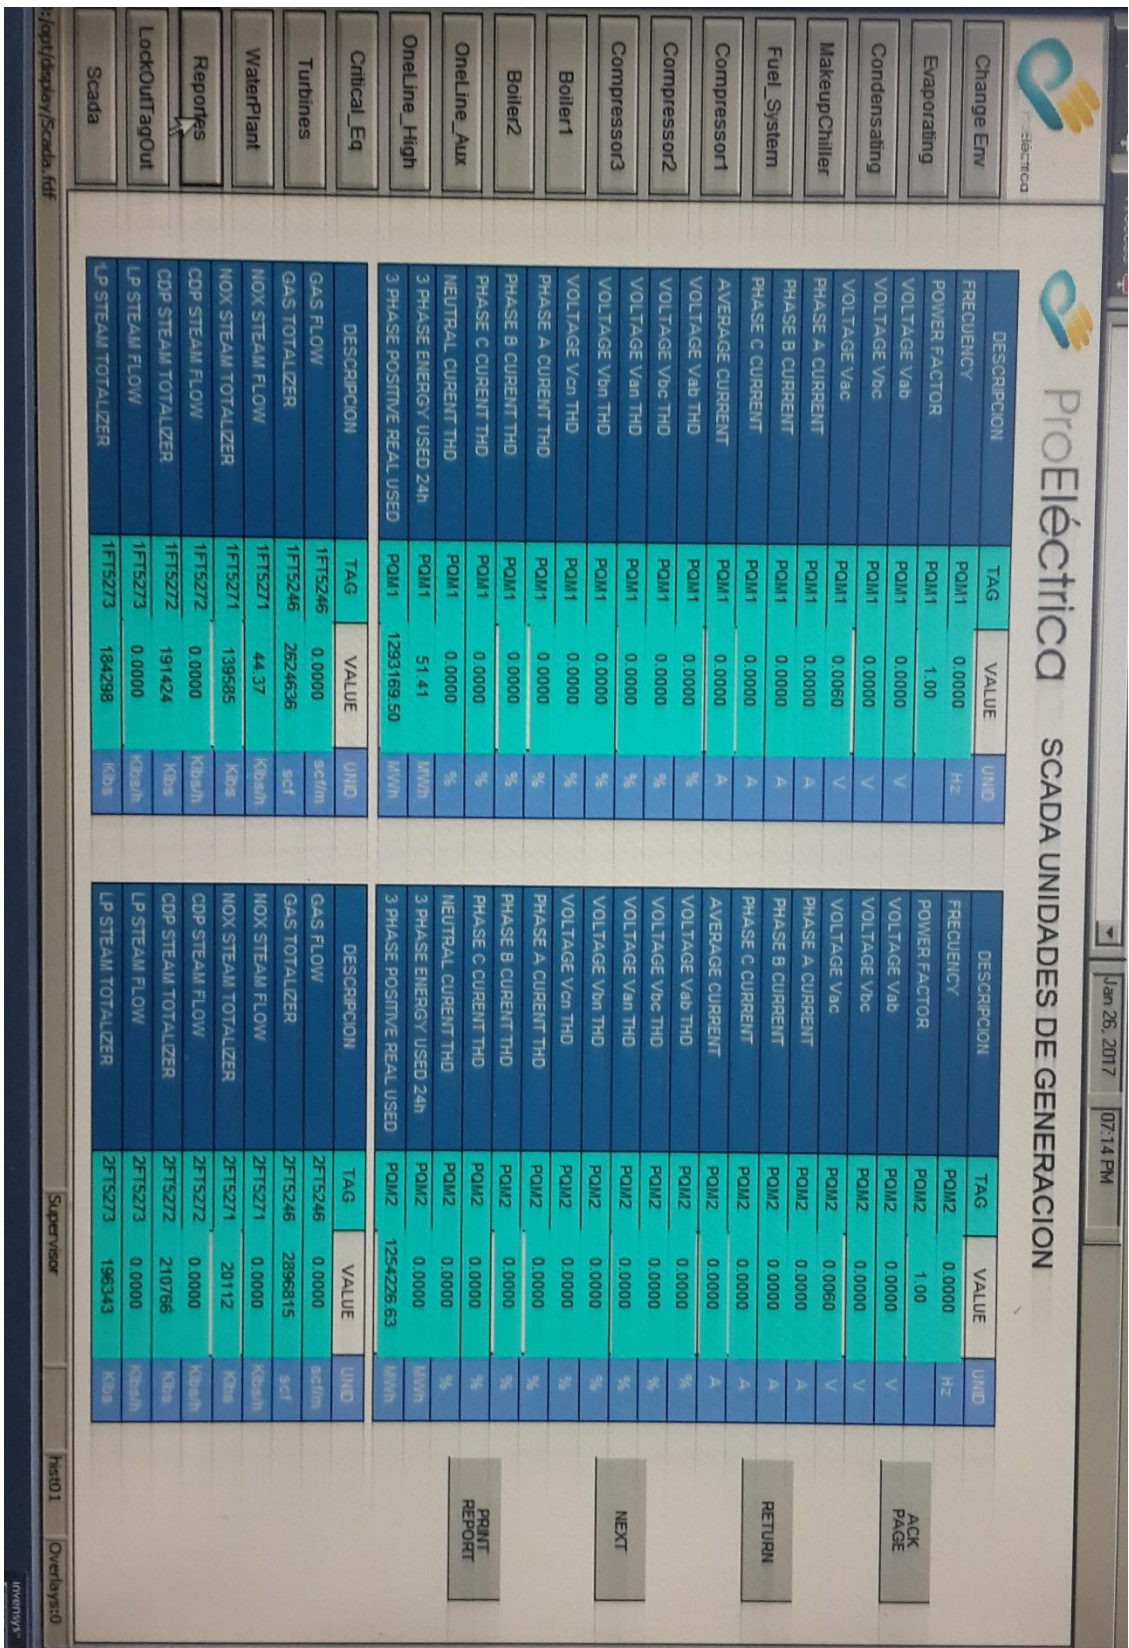 Jan 26, 2017 07:14 PM
ProEléctrica
ProEléctrica SCADA UNIDADES DE GENERACION
Change Env
Evaporating
Condensating
MakeupChiller
Fuel_System
Compressor1
Compressor2
Compressor3
Boiler1
Boiler2
OneLine_Aux
OneLine_High
Critical_Eq
Turbines
WaterPlant
Reportes
LockOutTagOut
Scada
DESCRIPCION TAG VALUE UNID
FRECUENCY PQM1 0.0000 Hz
POWER FACTOR PQM1 1.00
VOLTAGE Vab PQM1 0.0000 V
VOLTAGE Vbc PQM1 0.0000 V
VOLTAGE Vac PQM1 0.0060 V
PHASE A CURRENT PQM1 0.0000 A
PHASE B CURRENT PQM1 0.0000 A
PHASE C CURRENT PQM1 0.0000 A
AVERAGE CURRENT PQM1 0.0000 A
VOLTAGE Vab THD PQM1 0.0000 %
VOLTAGE Vbc THD PQM1 0.0000 %
VOLTAGE Van THD PQM1 0.0000 %
VOLTAGE Vbn THD PQM1 0.0000 %
VOLTAGE Vcn THD PQM1 0.0000 %
PHASE A CURENT THD PQM1 0.0000 %
PHASE B CURENT THD PQM1 0.0000 %
PHASE C CURENT THD PQM1 0.0000 %
NEUTRAL CURENT THD PQM1 0.0000 %
3 PHASE ENERGY USED 24h PQM1 51.41 MWh
3 PHASE POSITIVE REAL USED PQM1 1293169.50 MWh
DESCRIPCION TAG VALUE UNID
GAS FLOW 1FT5246 0.0000 scf/m
GAS TOTALIZER 1FT5246 2624636 scf
NOX STEAM FLOW 1FT5271 44.37 Klbs/h
NOX STEAM TOTALIZER 1FT5271 139585 Klbs
CDP STEAM FLOW 1FT5272 0.0000 Klbs/h
CDP STEAM TOTALIZER 1FT5272 191424 Klbs
LP STEAM FLOW 1FT5273 0.0000 Klbs/h
LP STEAM TOTALIZER 1FT5273 184298 Klbs
DESCRIPCION TAG VALUE UNID
FRECUENCY PQM2 0.0000 HZ
POWER FACTOR PQM2 1.00
VOLTAGE Vab PQM2 0.0000 V
VOLTAGE Vbc PQM2 0.0000 V
VOLTAGE Vac PQM2 0.0060 V
PHASE A CURRENT PQM2 0.0000 A
PHASE B CURRENT PQM2 0.0000 A
PHASE C CURRENT PQM2 0.0000 A
AVERAGE CURRENT PQM2 0.0000 A
VOLTAGE Vab THD PQM2 0.0000 %
VOLTAGE Vbc THD PQM2 0.0000 %
VOLTAGE Van THD PQM2 0.0000 %
VOLTAGE Vbn THD PQM2 0.0000 %
VOLTAGE Vcn THD PQM2 0.0000 %
PHASE A CURENT THD PQM2 0.0000 %
PHASE B CURENT THD PQM2 0.0000 %
PHASE C CURENT THD PQM2 0.0000 %
NEUTRAL CURENT THD PQM2 0.0000 %
3 PHASE ENERGY USED 24h PQM2 0.0000 MWh
3 PHASE POSITIVE REAL USED PQM2 1254226.63 MWh
DESCRIPCION TAG VALUE UNID
GAS FLOW 2FT5246 0.0000 scf/m
GAS TOTALIZER 2FT5246 2896815 scf
NOX STEAM FLOW 2FT5271 0.0000 Klbs/h
NOX STEAM TOTALIZER 2FT5271 20112 Klbs
CDP STEAM FLOW 2FT5272 0.0000 Klbs/h
CDP STEAM TOTALIZER 2FT5272 210766 Klbs
LP STEAM FLOW 2FT5273 0.0000 Klbs/h
LP STEAM TOTALIZER 2FT5273 196343 Klbs
ACK PAGE
RETURN
NEXT
PRINT REPORT
:/opt/display/Scada.fdf Supervisor hist01 Overlays:0
invensys